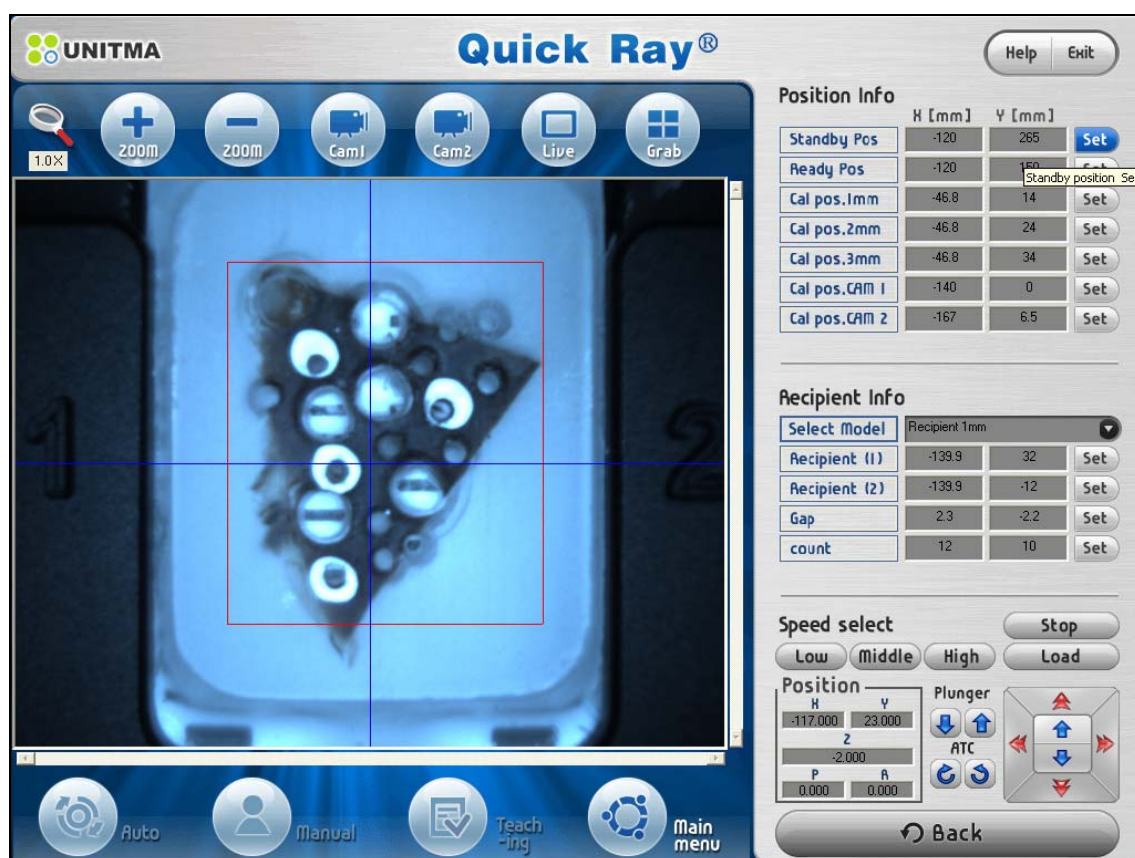 UNITMA
Quick Ray®
Help Exit
1.0X
ZOOM ZOOM Cam1 Cam2 Live Grab
1 2
Position Info
X [mm] Y [mm]
Standby Pos -120 265 Set
Ready Pos -120
Standby position Se
Cal pos.1mm -46.8 14 Set
Cal pos.2mm -46.8 24 Set
Cal pos.3mm -46.8 34 Set
Cal pos.CAM 1 -140 0 Set
Cal pos.CAM 2 -167 6.5 Set
Recipient Info
Select Model Recipient 1mm
Recipient (1) -139.9 32 Set
Recipient (2) -139.9 -12 Set
Gap 2.3 -2.2 Set
count 12 10 Set
Speed select Stop
Low Middle High Load
Position
X Y
-117.000 23.000
Z
-2.000
P R
0.000 0.000
Plunger
ATC
Auto Manual Teach
-ing
Main
menu
Back